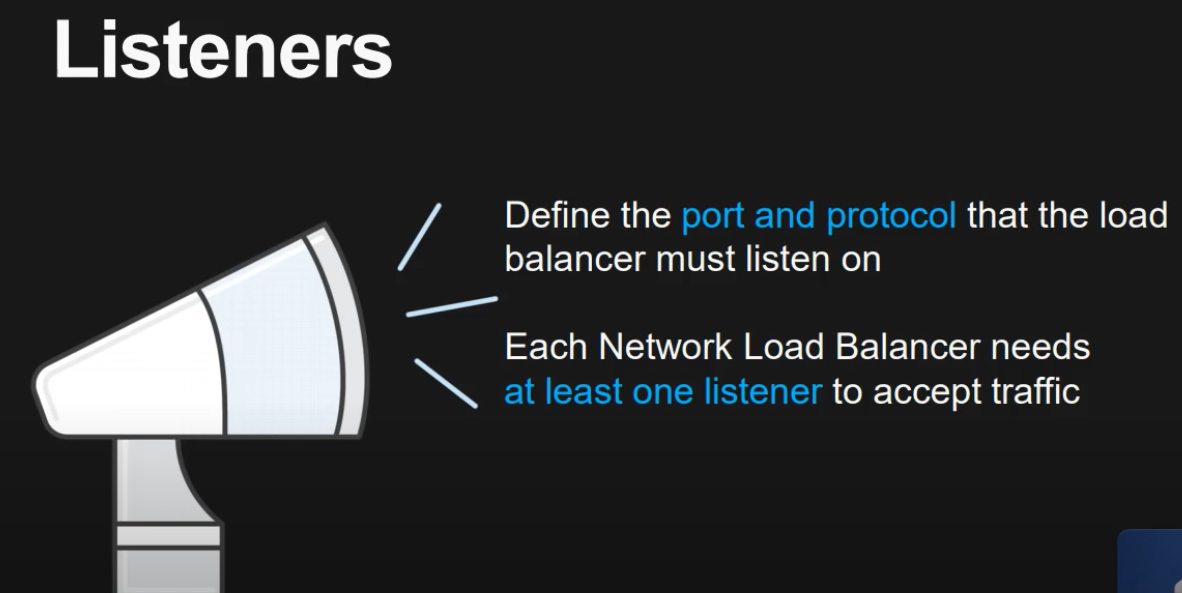 Listeners
Define the port and protocol that the load
balancer must listen on
Each Network Load Balancer needs
at least one listener to accept traffic